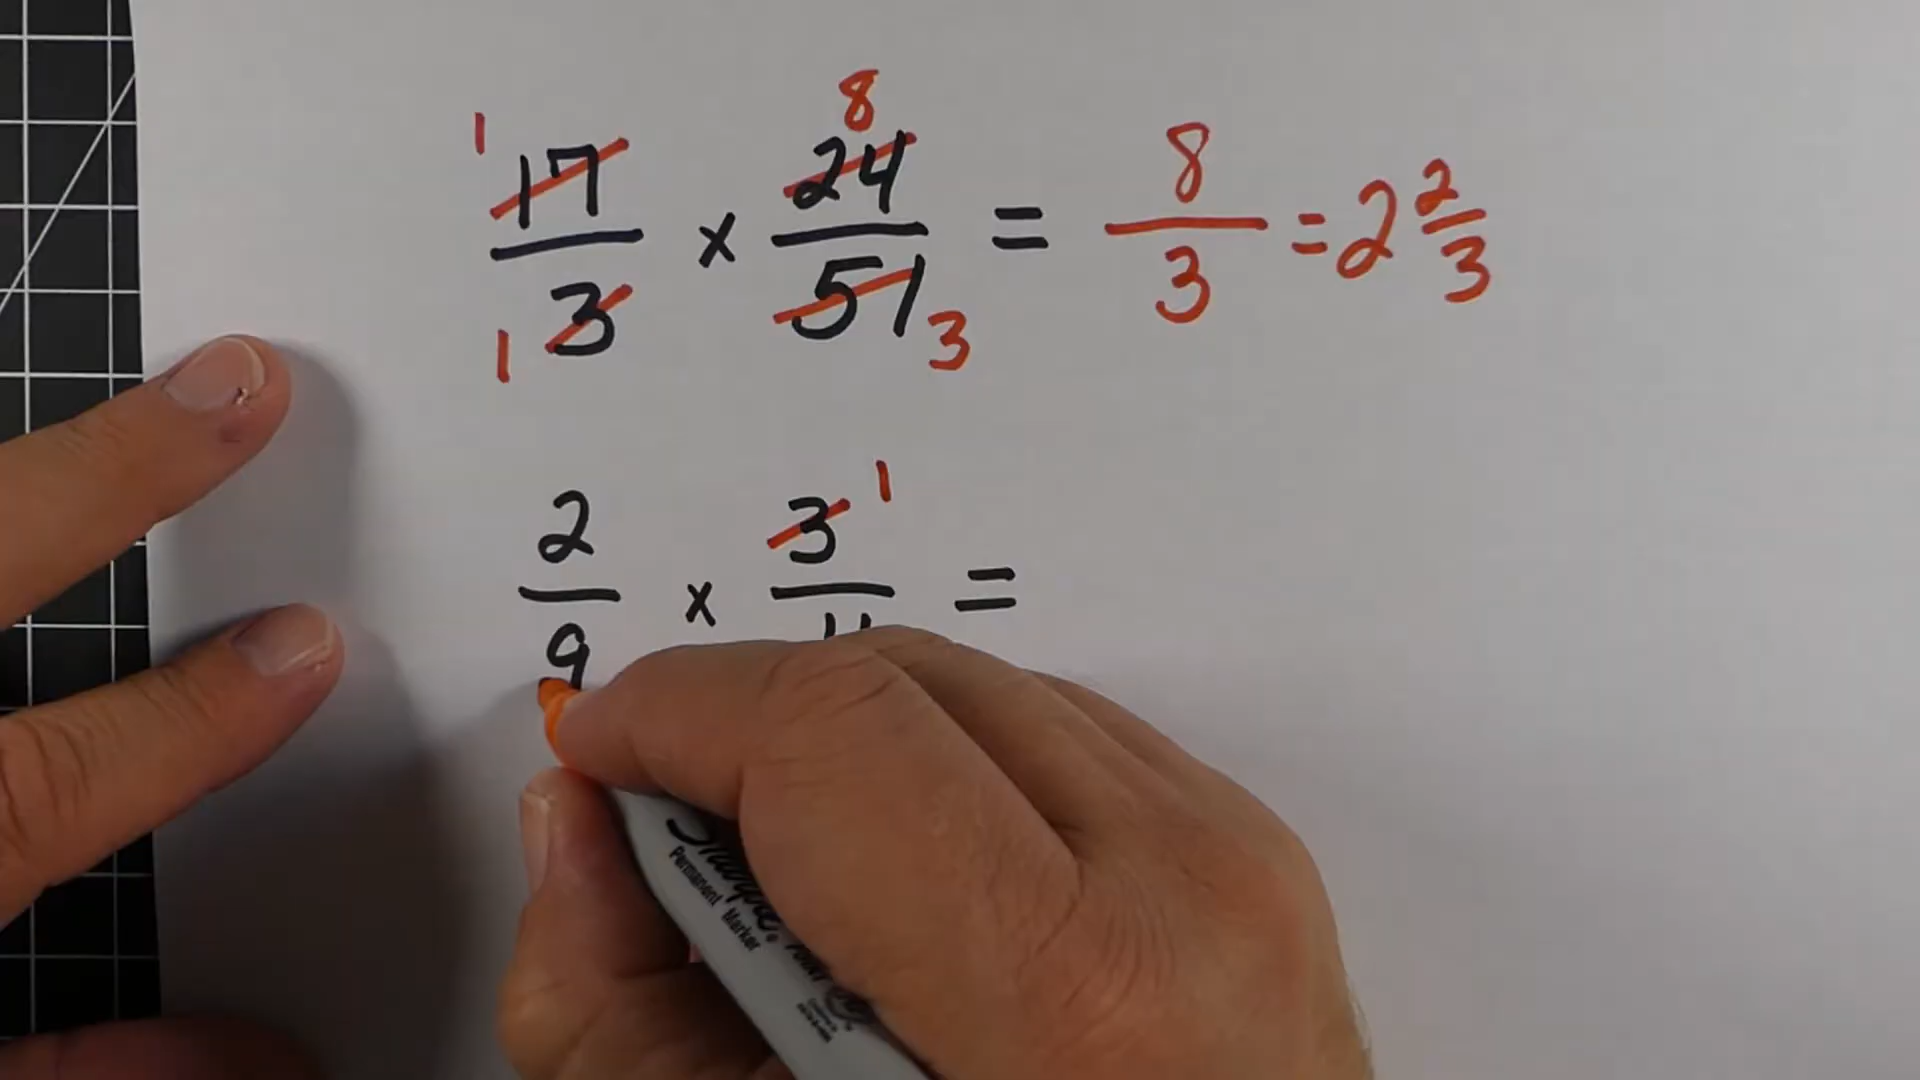 1 17/3 1 × 8 24/51 3 = 8/3 = 2 2/3
2/9 × 3 1 =
Sharpie.
Permanent Marker